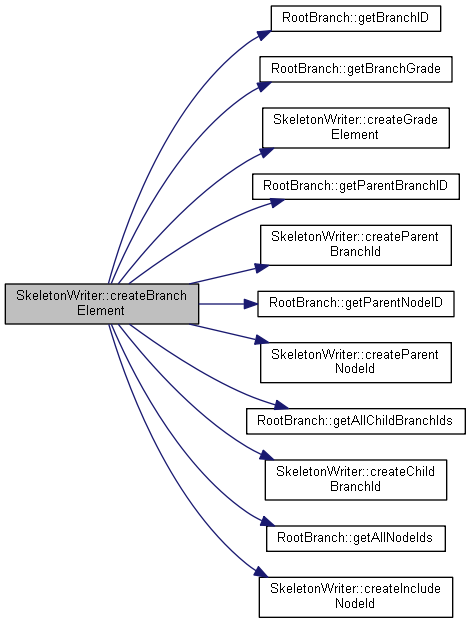 RootBranch::getBranchID
RootBranch::getBranchGrade
SkeletonWriter::createGrade
Element
RootBranch::getParentBranchID
SkeletonWriter::createParent
BranchId
SkeletonWriter::createBranch
Element
RootBranch::getParentNodeID
SkeletonWriter::createParent
NodeId
RootBranch::getAllChildBranchIds
SkeletonWriter::createChild
BranchId
RootBranch::getAllNodeIds
SkeletonWriter::createInclude
NodeId